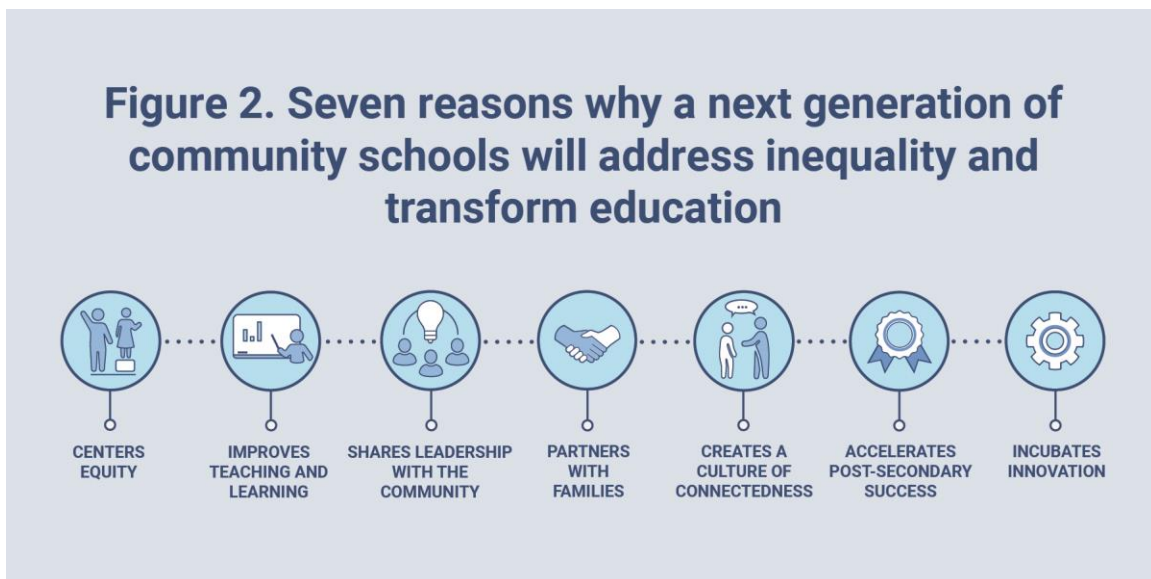 Figure 2. Seven reasons why a next generation of
community schools will address inequality and
transform education
CENTERS
EQUITY
IMPROVES
TEACHING AND
LEARNING
SHARES LEADERSHIP
WITH THE
COMMUNITY
PARTNERS
WITH
FAMILIES
CREATES A
CULTURE OF
CONNECTEDNESS
ACCELERATES
POST-SECONDARY
SUCCESS
INCUBATES
INNOVATION